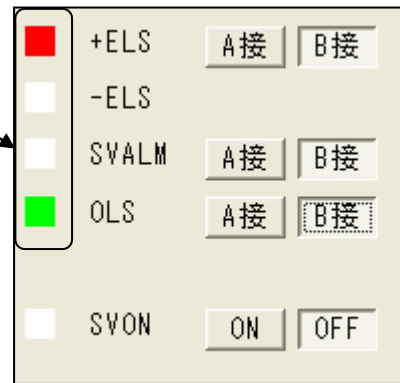 +ELS A接 B接
-ELS
SVALM A接 B接
OLS A接 B接
SVON ON OFF